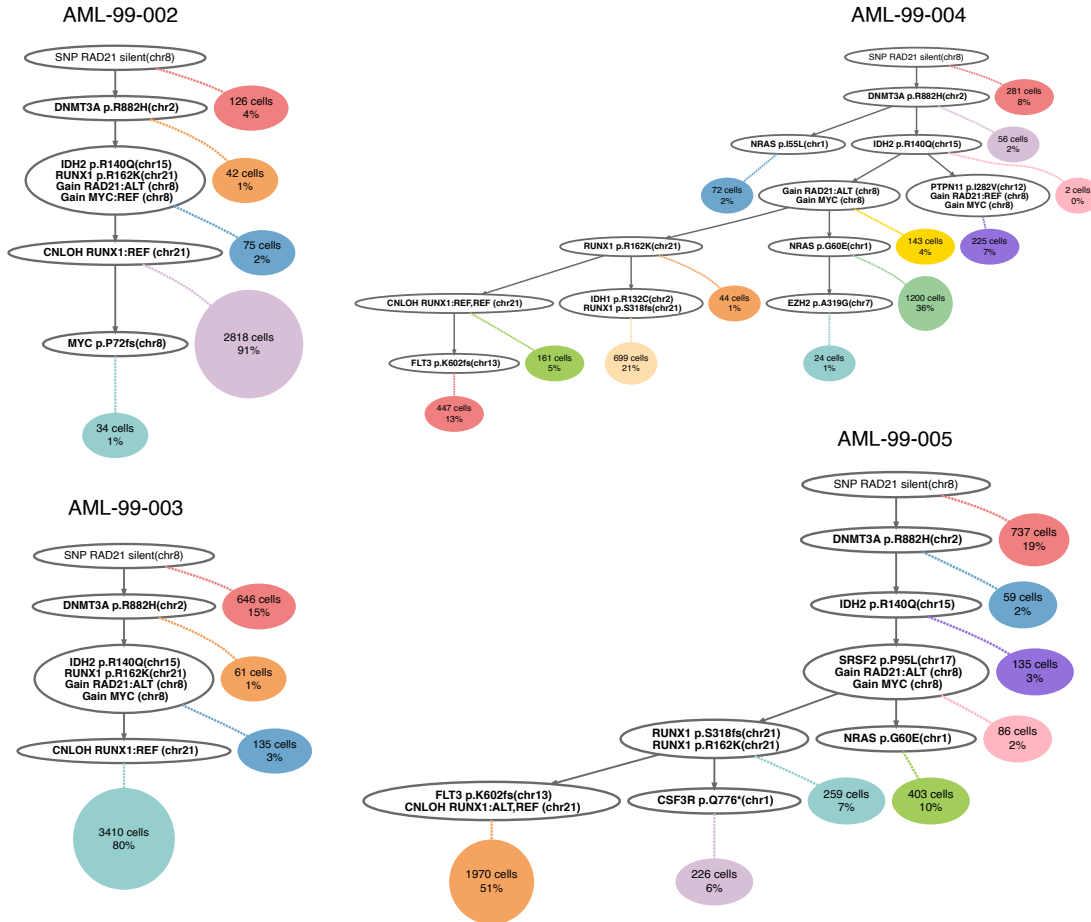 AML-99-002
SNP RAD21 silent(chr8)
126 cells
4%
DNMT3A p.R882H(chr2)
42 cells
1%
IDH2 p.R140Q(chr15)
RUNX1 p.R162K(chr21)
Gain RAD21:ALT (chr8)
Gain MYC:REF (chr8)
75 cells
2%
CNLOH RUNX1:REF (chr21)
2818 cells
91%
MYC p.P72fs(chr8)
34 cells
1%
AML-99-004
SNP RAD21 silent(chr8)
281 cells
8%
DNMT3A p.R882H(chr2)
56 cells
2%
NRAS p.I55L(chr1)
IDH2 p.R140Q(chr15)
72 cells
2%
Gain RAD21:ALT (chr8)
Gain MYC (chr8)
PTPN11 p.I282V(chr12)
Gain RAD21:REF (chr8)
Gain MYC (chr8)
2 cells
0%
RUNX1 p.R162K(chr21)
NRAS p.G60E(chr1)
143 cells
4%
225 cells
7%
CNLOH RUNX1:REF,REF (chr21)
IDH1 p.R132C(chr2)
RUNX1 p.S318fs(chr21)
44 cells
1%
EZH2 p.A319G(chr7)
1200 cells
36%
FLT3 p.K602fs(chr13)
161 cells
5%
699 cells
21%
24 cells
1%
447 cells
13%
AML-99-003
SNP RAD21 silent(chr8)
646 cells
15%
DNMT3A p.R882H(chr2)
61 cells
1%
IDH2 p.R140Q(chr15)
RUNX1 p.R162K(chr21)
Gain RAD21:ALT (chr8)
Gain MYC (chr8)
135 cells
3%
CNLOH RUNX1:REF (chr21)
3410 cells
80%
AML-99-005
SNP RAD21 silent(chr8)
737 cells
19%
DNMT3A p.R882H(chr2)
59 cells
2%
IDH2 p.R140Q(chr15)
135 cells
3%
SRSF2 p.P95L(chr17)
Gain RAD21:ALT (chr8)
Gain MYC (chr8)
86 cells
2%
RUNX1 p.S318fs(chr21)
RUNX1 p.R162K(chr21)
NRAS p.G60E(chr1)
FLT3 p.K602fs(chr13)
CNLOH RUNX1:ALT,REF (chr21)
CSF3R p.Q776*(chr1)
259 cells
7%
403 cells
10%
1970 cells
51%
226 cells
6%